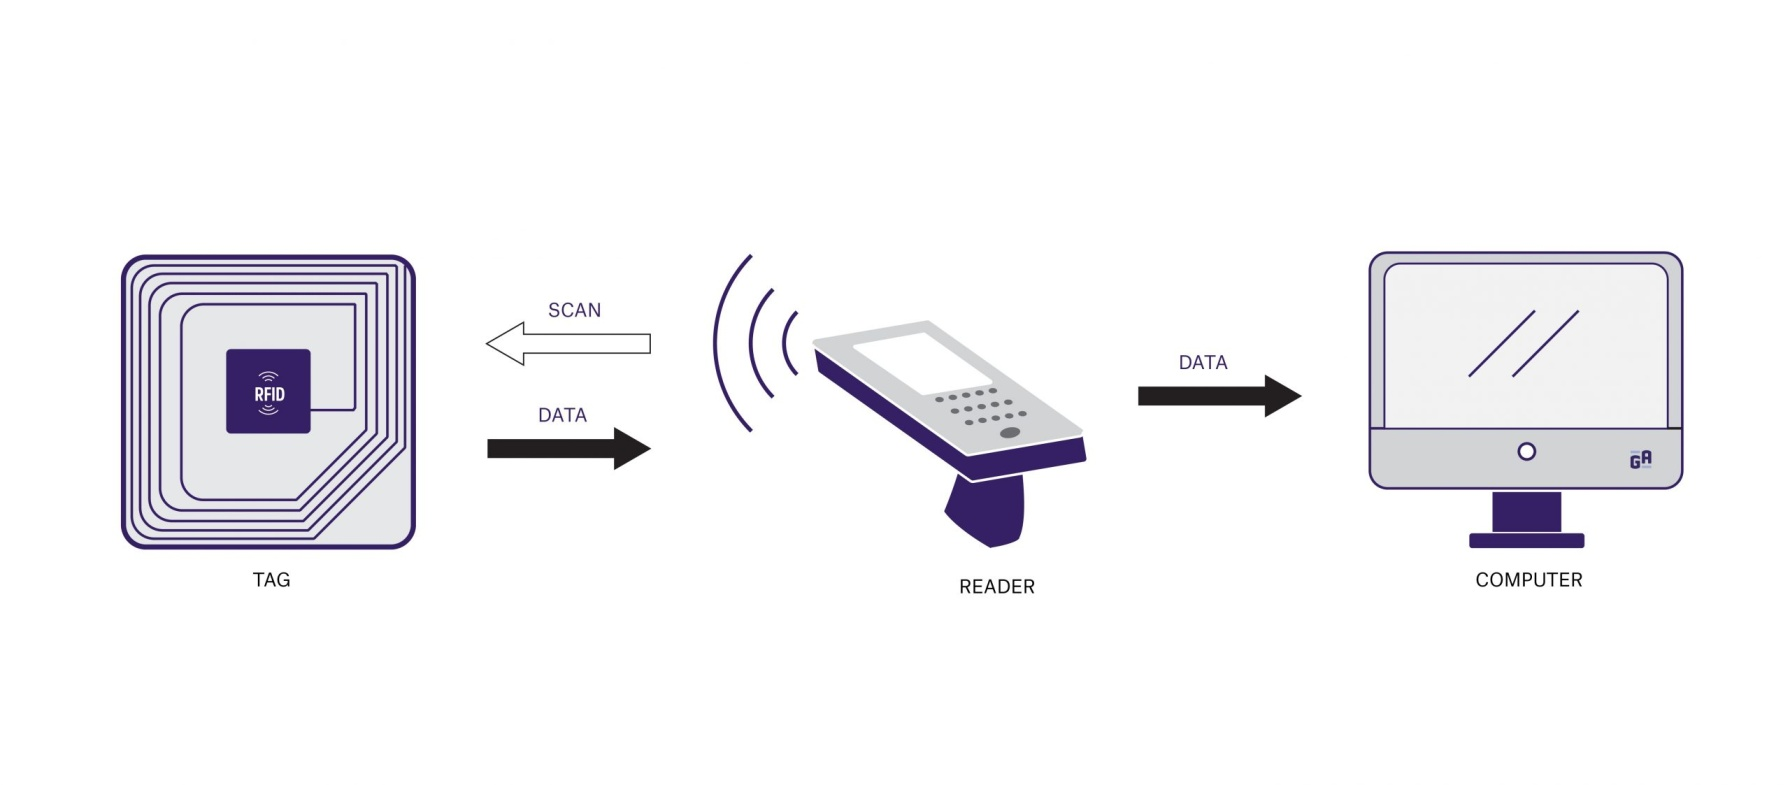 RFID
TAG
SCAN
DATA
READER
DATA
GA
COMPUTER